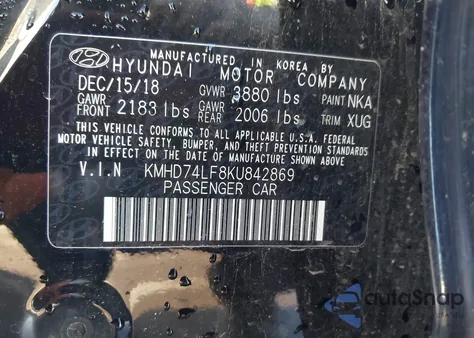 MANUFACTURED IN KOREA BY
HYUNDAI MOTOR COMPANY
DEC/15/18 GVWR 3880 lbs PAINT NKA
GAWR FRONT 2183 lbs GAWR REAR 2006 lbs TRIM XUG
THIS VEHICLE CONFORMS TO ALL APPLICABLE U.S.A. FEDERAL
MOTOR VEHICLE SAFETY, BUMPER, AND THEFT PREVENTION STANDARDS
IN EFFECT ON THE DATE OF MANUFACTURE SHOWN ABOVE.
V.I.N KMHD74LF8KU842869
PASSENGER CAR
autoSnap